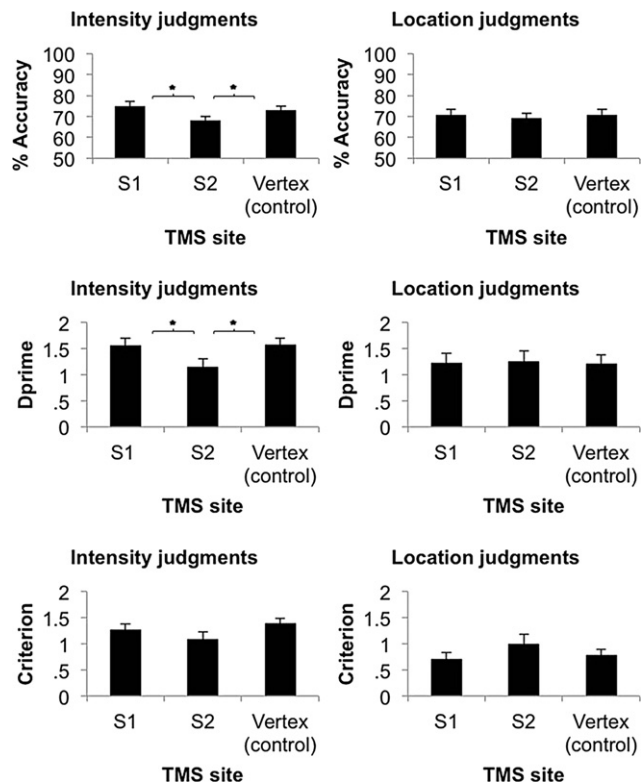 Intensity judgments
% Accuracy
100
90
80
70
60
50
* *
S1 S2 Vertex
(control)
TMS site
Location judgments
% Accuracy
100
90
80
70
60
50
S1 S2 Vertex
(control)
TMS site
Intensity judgments
Dprime
2
1.5
1
.5
0
* *
S1 S2 Vertex
(control)
TMS site
Location judgments
Dprime
2
1.5
1
.5
0
S1 S2 Vertex
(control)
TMS site
Intensity judgments
Criterion
2
1.5
1
.5
0
S1 S2 Vertex
(control)
TMS site
Location judgments
Criterion
2
1.5
1
.5
0
S1 S2 Vertex
(control)
TMS site